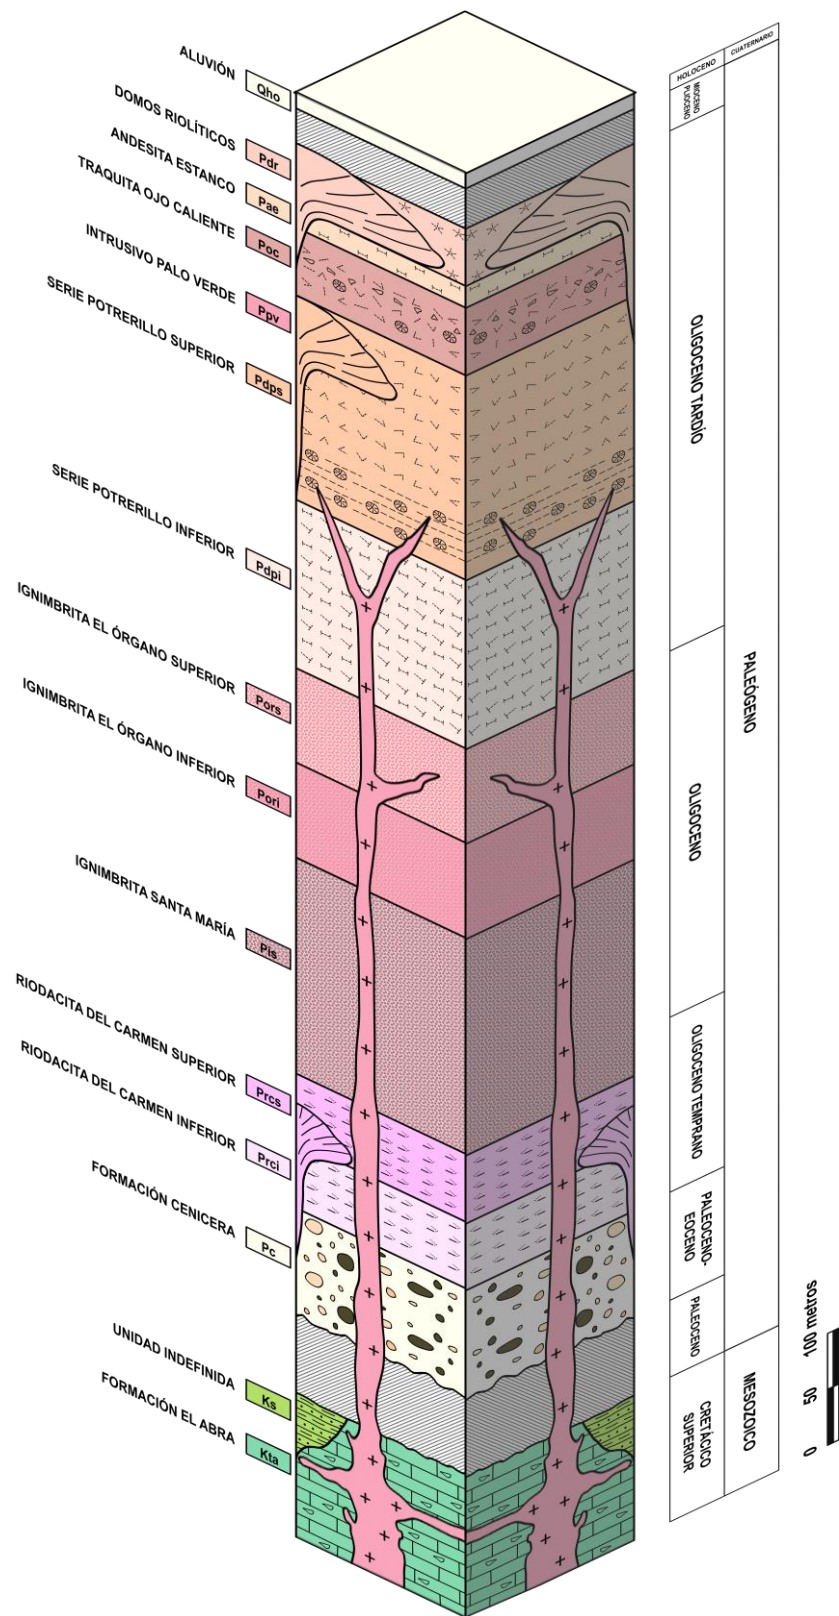 ALUVIÓN
Qho
DOMOS RIOLÍTICOS
Pdr
ANDESITA ESTANCO
Pae
TRAQUITA OJO CALIENTE
Poc
INTRUSIVO PALO VERDE
Ppv
SERIE POTRERILLO SUPERIOR
Pdps
SERIE POTRERILLO INFERIOR
Pdpi
IGNIMBRITA EL ÓRGANO SUPERIOR
Pors
IGNIMBRITA EL ÓRGANO INFERIOR
Pori
IGNIMBRITA SANTA MARÍA
Pis
RIODACITA DEL CARMEN SUPERIOR
Prcs
RIODACITA DEL CARMEN INFERIOR
Prci
FORMACIÓN CENICERA
Pc
UNIDAD INDEFINIDA
Ks
FORMACIÓN EL ABRA
Kta
HOLOCENO
CUATERNARIO
MIOCENO
PLIOCENO
OLIGOCENO TARDÍO
OLIGOCENO
OLIGOCENO TEMPRANO
PALEOCENO-
EOCENO
PALEOCENO
PALEÓGENO
CRETÁCICO
SUPERIOR
MESOZOICO
0 50 100 metros